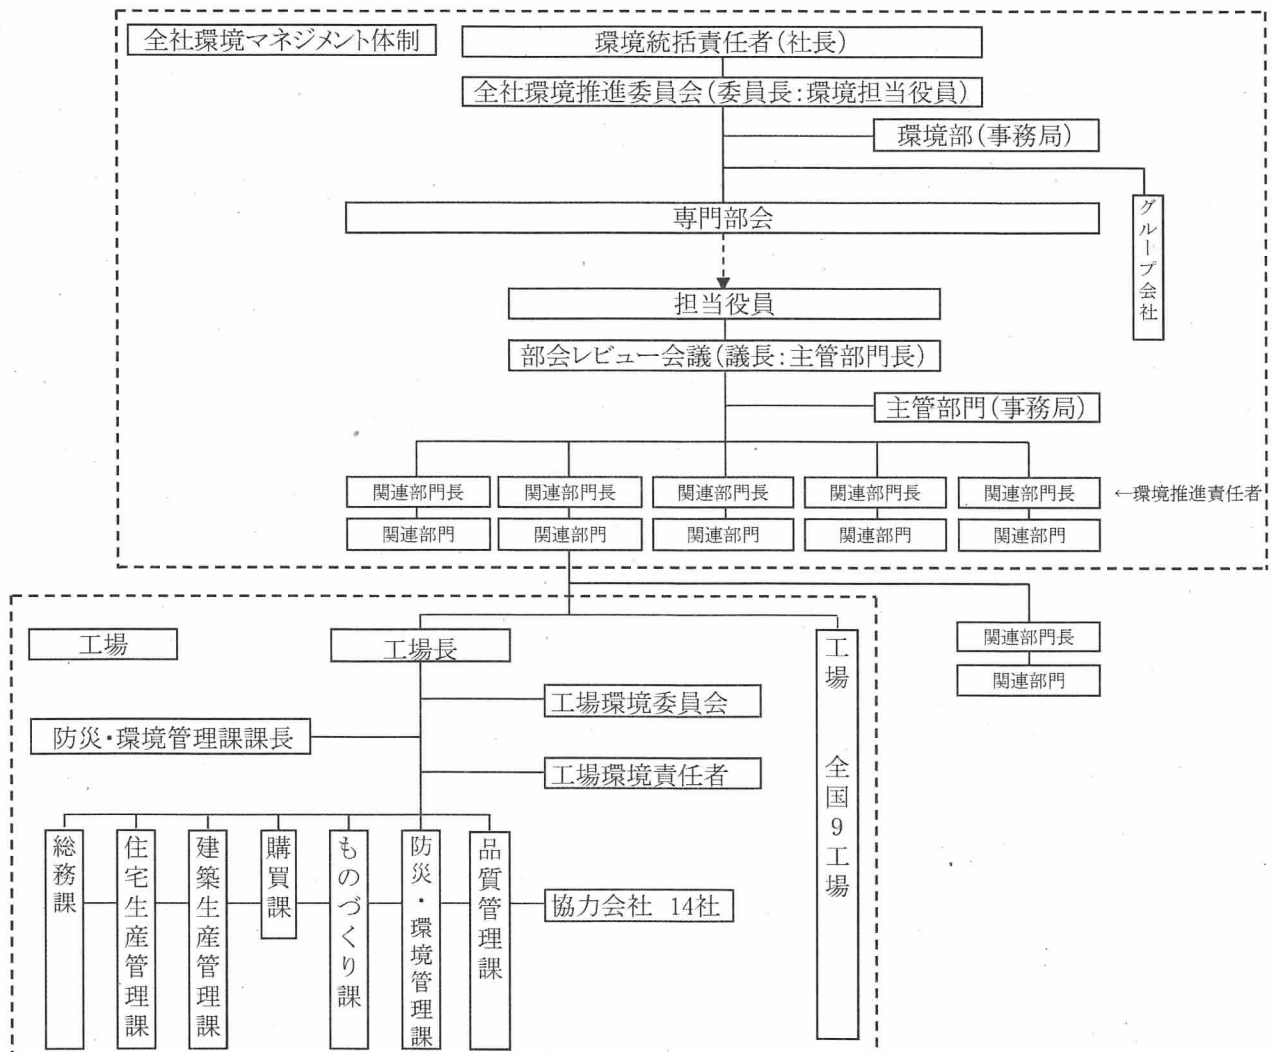 全社環境マネジメント体制
環境統括責任者(社長)
全社環境推進委員会(委員長:環境担当役員)
環境部(事務局)
専門部会
グループ会社
担当役員
部会レビュー会議(議長:主管部門長)
主管部門(事務局)
関連部門長
関連部門長
関連部門長
関連部門長
関連部門長
←環境推進責任者
関連部門
関連部門
関連部門
関連部門
関連部門
関連部門長
関連部門
工場
工場長
工場環境委員会
防災・環境管理課課長
工場環境責任者
工場 全国9工場
総務課
住宅生産管理課
建築生産管理課
購買課
ものづくり課
防災・環境管理課
品質管理課
協力会社 14社